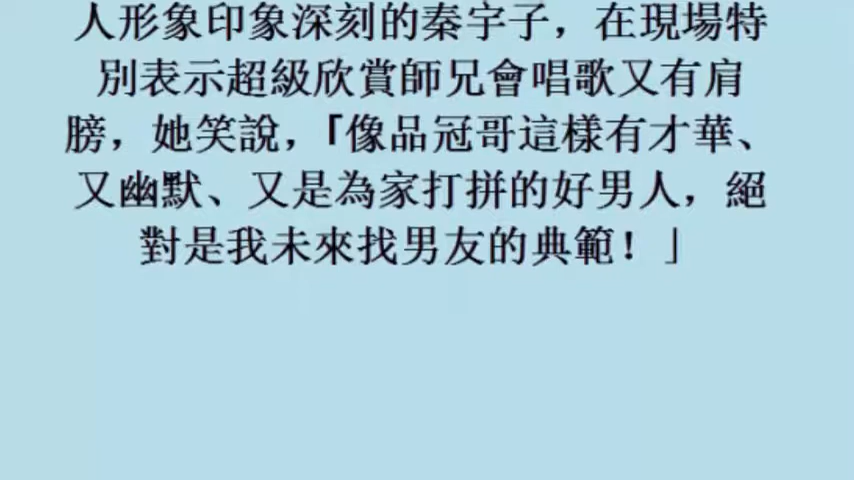 人形象印象深刻的秦宇子，在現場特
別表示超級欣賞師兄會唱歌又有肩
膀，她笑說，「像品冠哥這樣有才華、
又幽默、又是為家打拼的好男人，絕
對是我未來找男友的典範！」